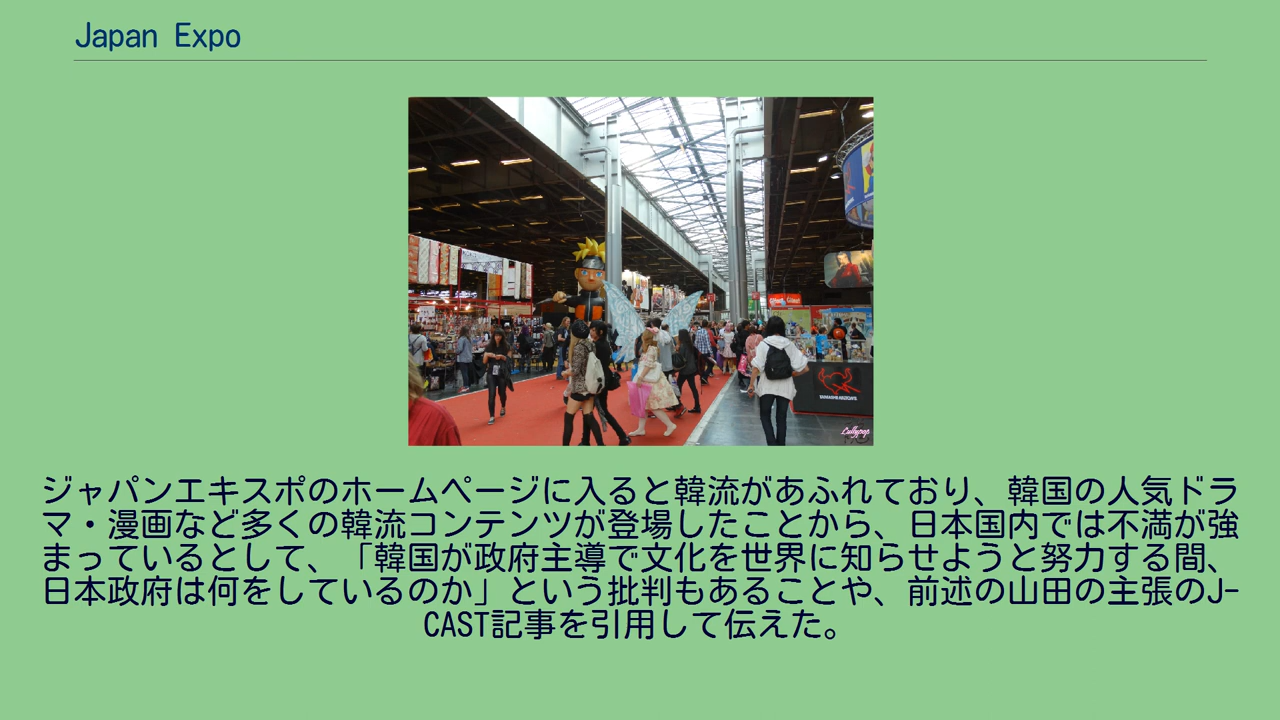 Japan Expo
Lollypop
ジャパンエキスポのホームページに入ると韓流があふれており、韓国の人気ドラ
マ・漫画など多くの韓流コンテンツが登場したことから、日本国内では不満が強
まっているとして、「韓国が政府主導で文化を世界に知らせようと努力する間、
日本政府は何をしているのか」という批判もあることや、前述の山田の主張のJ-
CAST記事を引用して伝えた。